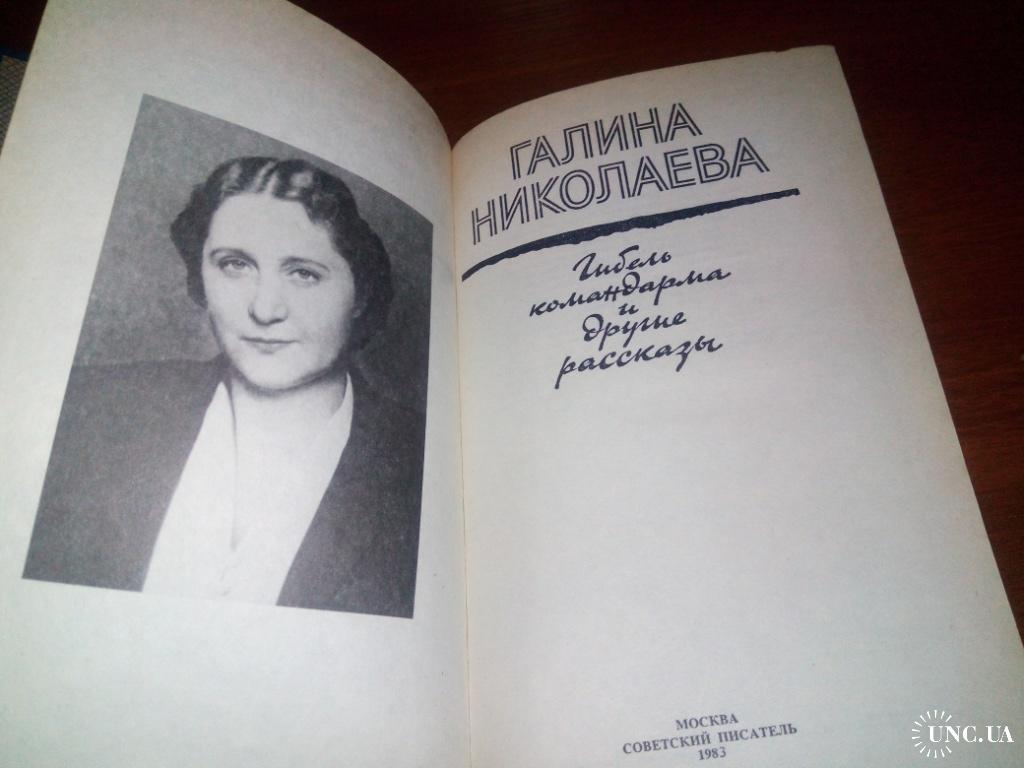 ГАЛИНА
НИКОЛАЕВА
Гибель
командарма
и
другие
рассказы
МОСКВА
СОВЕТСКИЙ ПИСАТЕЛЬ
1983
UNC.UA